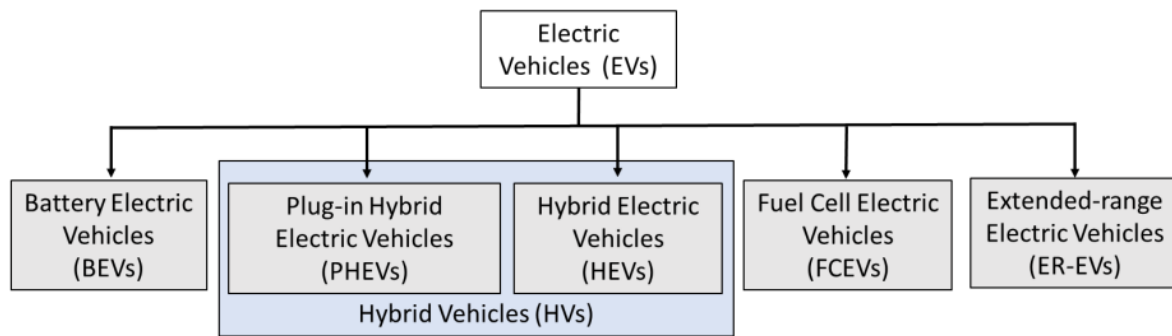 Electric
Vehicles (EVs)
Battery Electric
Vehicles
(BEVs)
Plug-in Hybrid
Electric Vehicles
(PHEVs)
Hybrid Electric
Vehicles
(HEVs)
Fuel Cell Electric
Vehicles
(FCEVs)
Extended-range
Electric Vehicles
(ER-EVs)
Hybrid Vehicles (HVs)